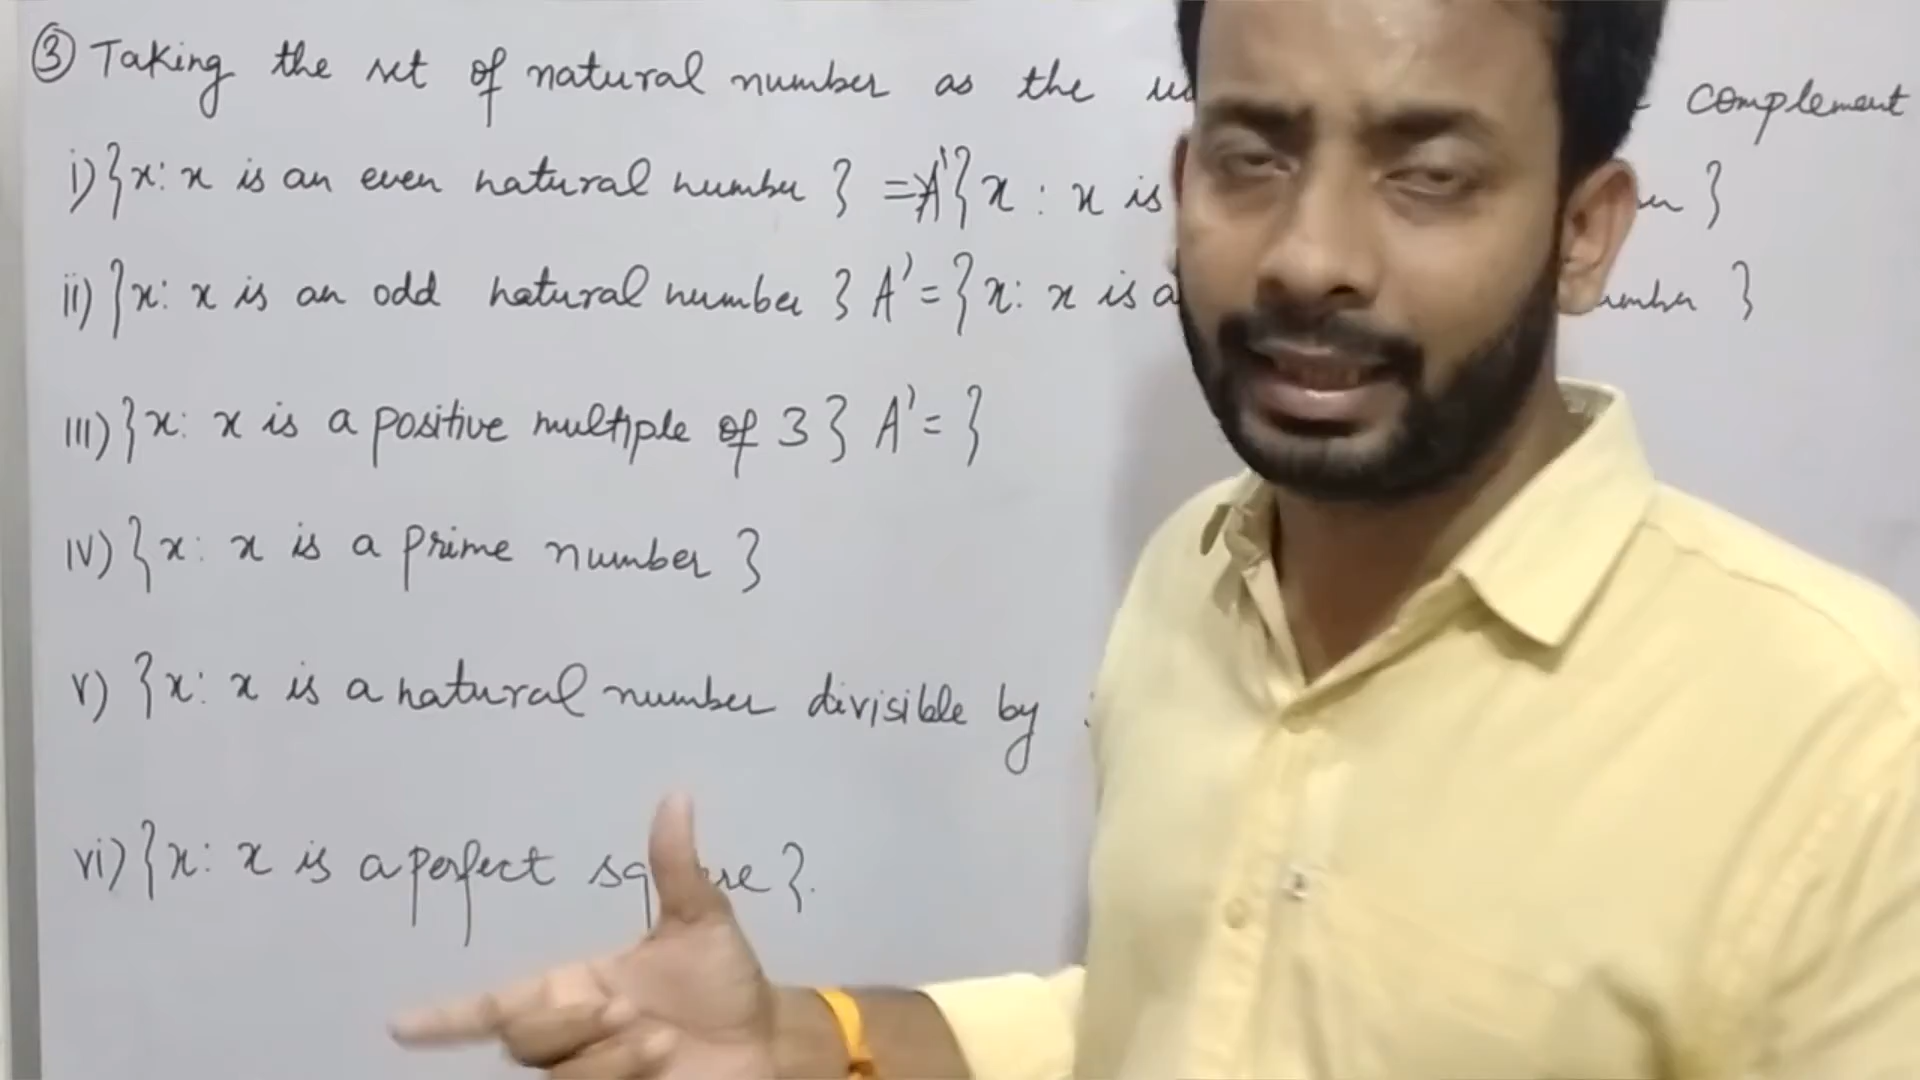 ③ Taking the set of natural number as the complement
i) {x: x is an even natural number } = A' {x : x is }
ii) {x: x is an odd natural number } A' = {x: x is a number }
iii) {x: x is a positive multiple of 3 } A' = {
iv) {x: x is a prime number }
v) {x: x is a natural number divisible by
vi) {x: x is a perfect }.